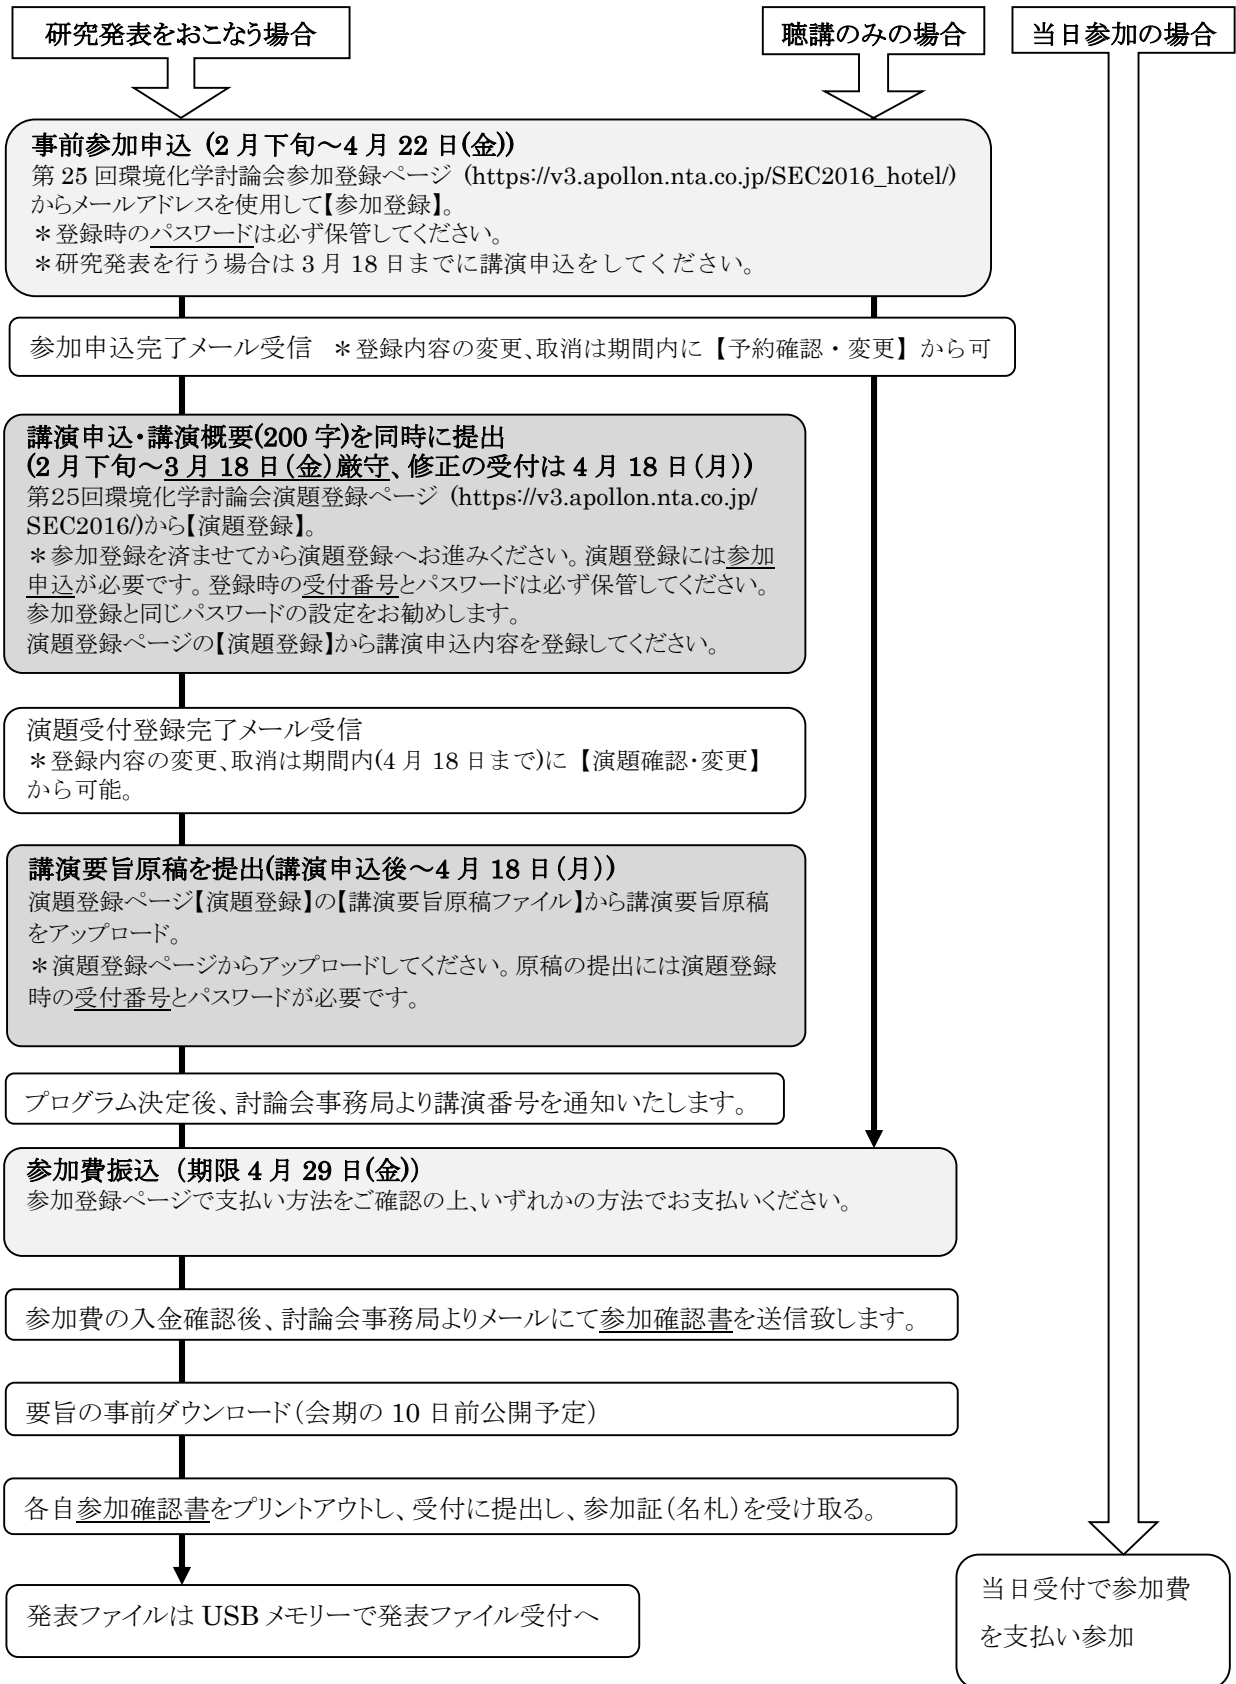 研究発表をおこなう場合
聴講のみの場合
当日参加の場合
事前参加申込 (2月下旬～4月22日(金))
第25回環境化学討論会参加登録ページ (https://v3.apollon.nta.co.jp/SEC2016_hotel/)
からメールアドレスを使用して【参加登録】。
＊登録時のパスワードは必ず保管してください。
＊研究発表を行う場合は3月18日までに講演申込をしてください。
参加申込完了メール受信　＊登録内容の変更、取消は期間内に【予約確認・変更】から可
講演申込・講演概要(200字)を同時に提出
(2月下旬～3月18日(金)厳守、修正の受付は4月18日(月))
第25回環境化学討論会演題登録ページ (https://v3.apollon.nta.co.jp/
SEC2016/)から【演題登録】。
＊参加登録を済ませてから演題登録へお進みください。演題登録には参加
申込が必要です。登録時の受付番号とパスワードは必ず保管してください。
参加登録と同じパスワードの設定をお勧めします。
演題登録ページの【演題登録】から講演申込内容を登録してください。
演題受付登録完了メール受信
＊登録内容の変更、取消は期間内(4月18日まで)に【演題確認・変更】
から可能。
講演要旨原稿を提出(講演申込後～4月18日(月))
演題登録ページ【演題登録】の【講演要旨原稿ファイル】から講演要旨原稿
をアップロード。
＊演題登録ページからアップロードしてください。原稿の提出には演題登録
時の受付番号とパスワードが必要です。
プログラム決定後、討論会事務局より講演番号を通知いたします。
参加費振込（期限4月29日(金)）
参加登録ページで支払い方法をご確認の上、いずれかの方法でお支払いください。
参加費の入金確認後、討論会事務局よりメールにて参加確認書を送信致します。
要旨の事前ダウンロード（会期の10日前公開予定）
各自参加確認書をプリントアウトし、受付に提出し、参加証（名札）を受け取る。
発表ファイルはUSBメモリーで発表ファイル受付へ
当日受付で参加費
を支払い参加